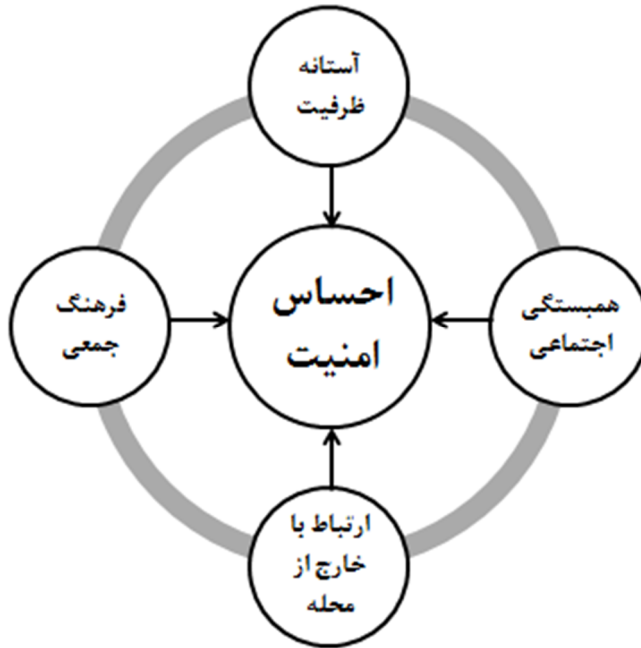 آستانه
ظرفیت
همبستگی
اجتماعی
احساس
امنیت
فرهنگ
جمعی
ارتباط با
خارج از
محله